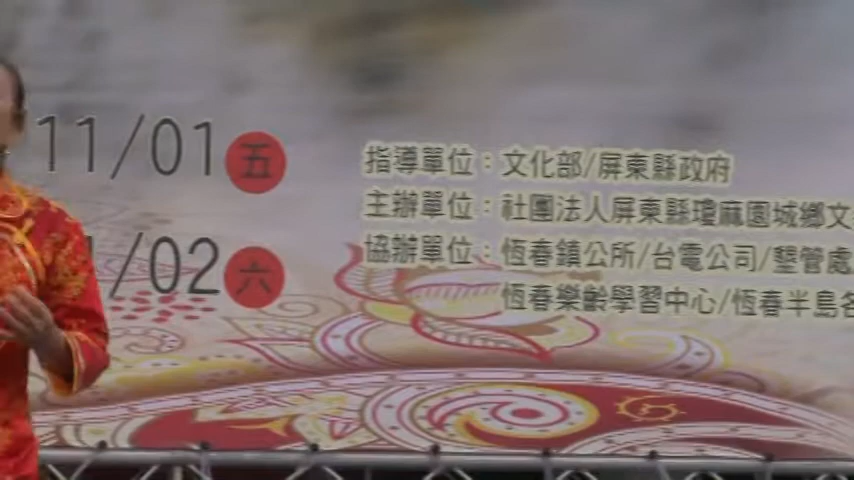 11/01 五
1/02 六
指導單位：文化部/屏東縣政府
主辦單位：社團法人屏東縣瓊麻園城鄉文
協辦單位：恆春鎮公所/台電公司/墾管處
恆春樂齡學習中心/恆春半島名